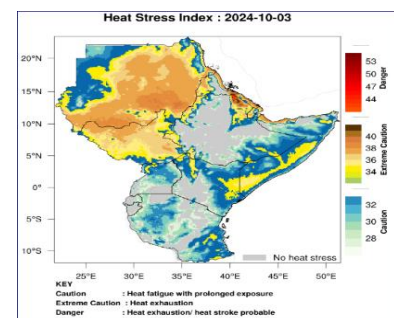 Heat Stress Index : 2024-10-03
20°N
15°N
10°N
5°N
0°
5°S
10°S
25°E 30°E 35°E 40°E 45°E 50°E
No heat stress
53
50
47
44
Danger
40
38
36
34
Extreme Caution
32
30
28
Caution
KEY
Caution : Heat fatigue with prolonged exposure
Extreme Caution : Heat exhaustion
Danger : Heat exhaustion/ heat stroke probable